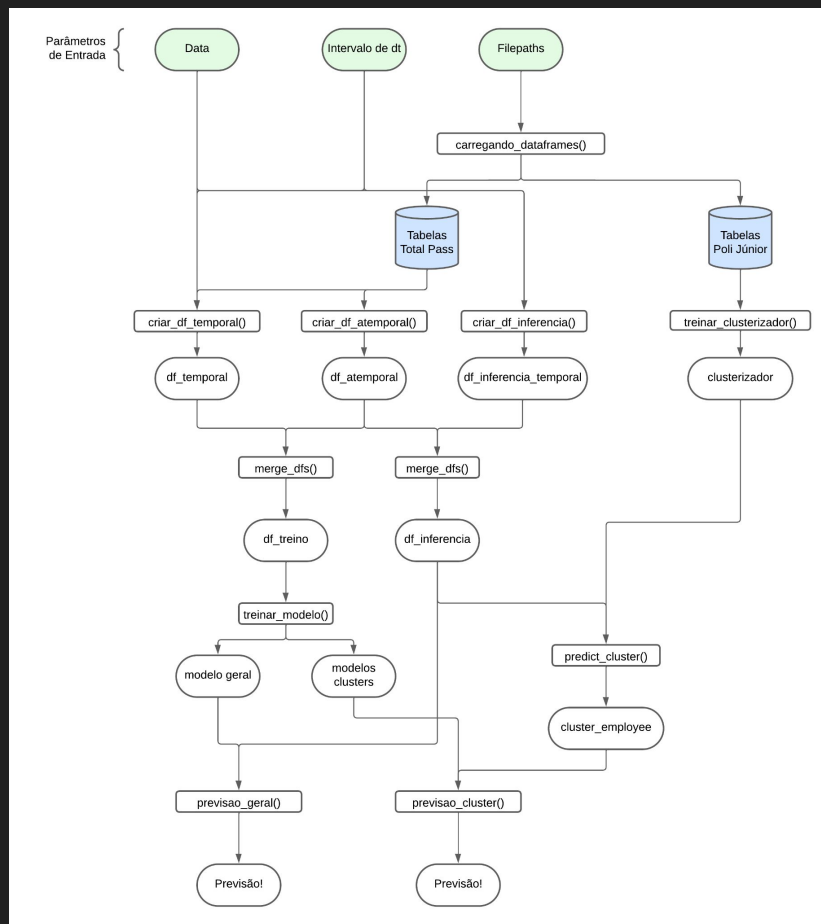 Parâmetros
de Entrada
Data
Intervalo de dt
Filepaths
carregando_dataframes()
Tabelas
Total Pass
Tabelas
Poli Júnior
criar_df_temporal()
criar_df_atemporal()
criar_df_inferencia()
treinar_clusterizador()
df_temporal
df_atemporal
df_inferencia_temporal
clusterizador
merge_dfs()
merge_dfs()
df_treino
df_inferencia
treinar_modelo()
modelo geral
modelos
clusters
predict_cluster()
cluster_employee
previsao_geral()
previsao_cluster()
Previsão!
Previsão!